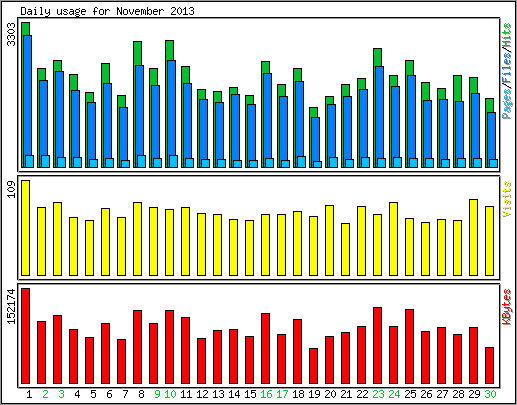 Daily usage for November 2013
3303
Pages/Files/Hits
109
Visits
152174
KBytes
1 2 3 4 5 6 7 8 9 10 11 12 13 14 15 16 17 18 19 20 21 22 23 24 25 26 27 28 29 30